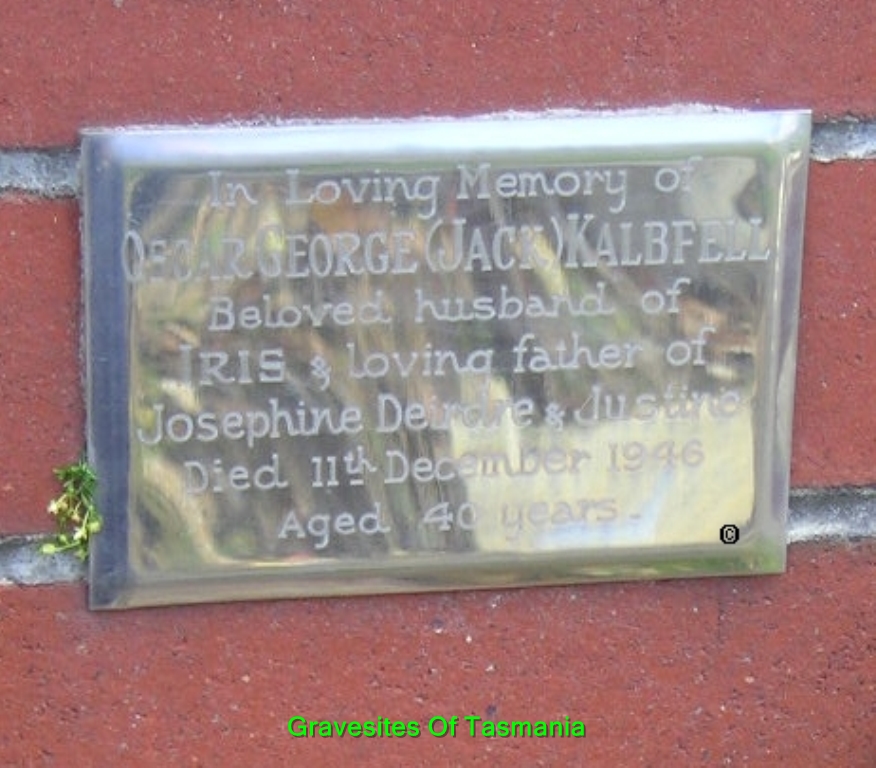 In Loving Memory of
OSCAR GEORGE (JACK) KALBFELL
Beloved husband of
IRIS & loving father of
Josephine Deirdre & Justine
Died 11th December 1946
Aged 40 years.
©
Gravesites Of Tasmania